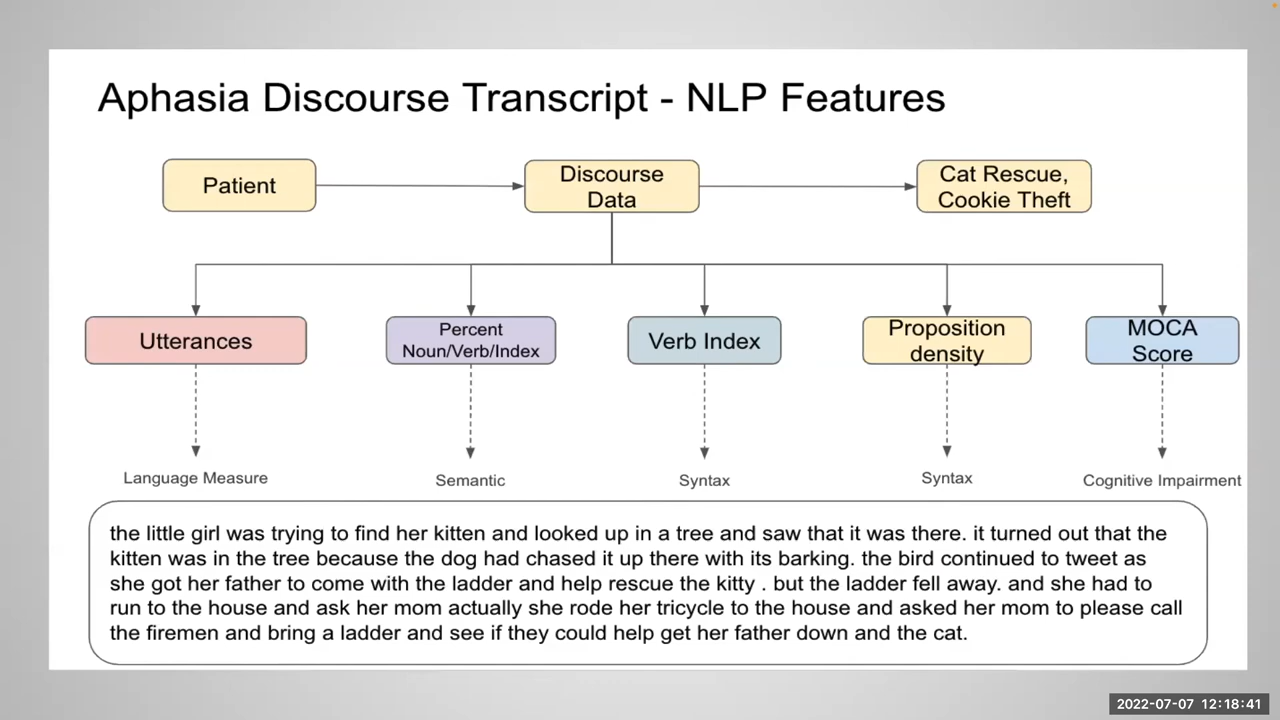 Aphasia Discourse Transcript - NLP Features
Patient
Discourse
Data
Cat Rescue,
Cookie Theft
Utterances
Percent
Noun/Verb/Index
Verb Index
Proposition
density
MOCA
Score
Language Measure
Semantic
Syntax
Syntax
Cognitive Impairment
the little girl was trying to find her kitten and looked up in a tree and saw that it was there. it turned out that the
kitten was in the tree because the dog had chased it up there with its barking. the bird continued to tweet as
she got her father to come with the ladder and help rescue the kitty . but the ladder fell away. and she had to
run to the house and ask her mom actually she rode her tricycle to the house and asked her mom to please call
the firemen and bring a ladder and see if they could help get her father down and the cat.
2022-07-07 12:18:41